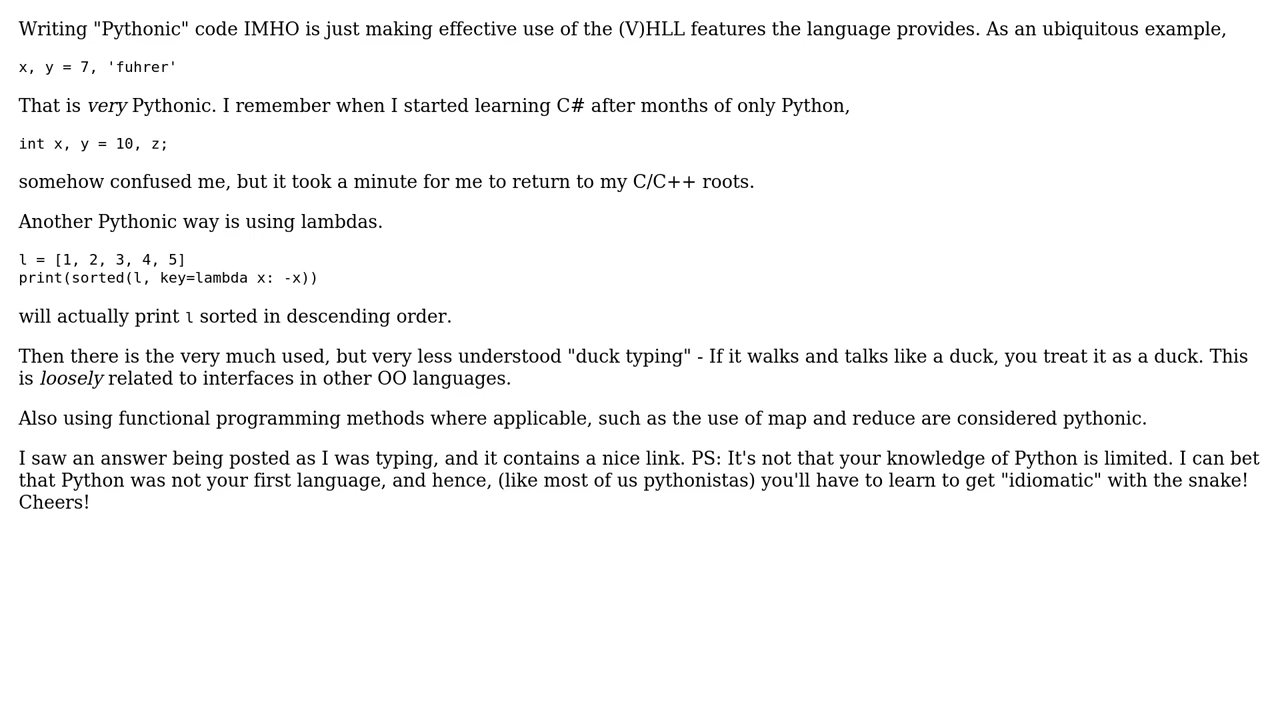 Writing "Pythonic" code IMHO is just making effective use of the (V)HLL features the language provides. As an ubiquitous example,
x, y = 7, 'fuhrer'
That is very Pythonic. I remember when I started learning C# after months of only Python,
int x, y = 10, z;
somehow confused me, but it took a minute for me to return to my C/C++ roots.
Another Pythonic way is using lambdas.
l = [1, 2, 3, 4, 5]
print(sorted(l, key=lambda x: -x))
will actually print l sorted in descending order.
Then there is the very much used, but very less understood "duck typing" - If it walks and talks like a duck, you treat it as a duck. This
is loosely related to interfaces in other OO languages.
Also using functional programming methods where applicable, such as the use of map and reduce are considered pythonic.
I saw an answer being posted as I was typing, and it contains a nice link. PS: It's not that your knowledge of Python is limited. I can bet
that Python was not your first language, and hence, (like most of us pythonistas) you'll have to learn to get "idiomatic" with the snake!
Cheers!